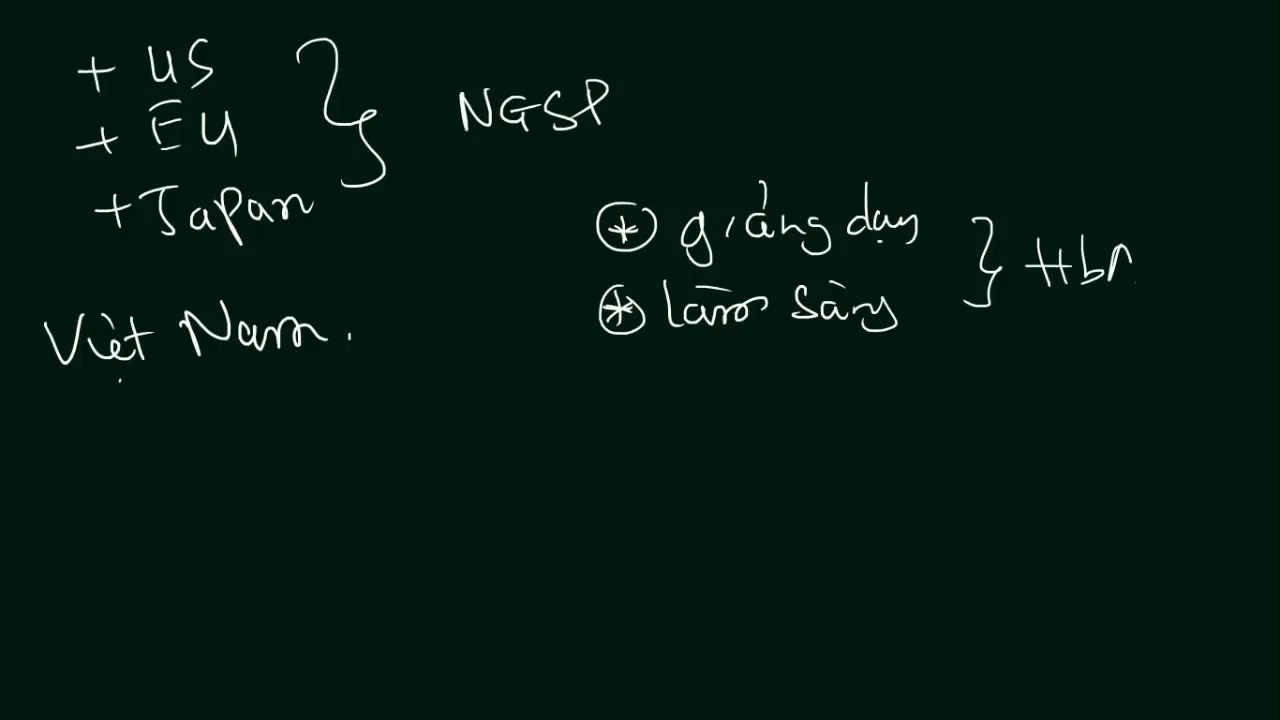 + US
+ EU
+ Japan
NGSP
* giảng dạy
* lâm sàng
Việt Nam.